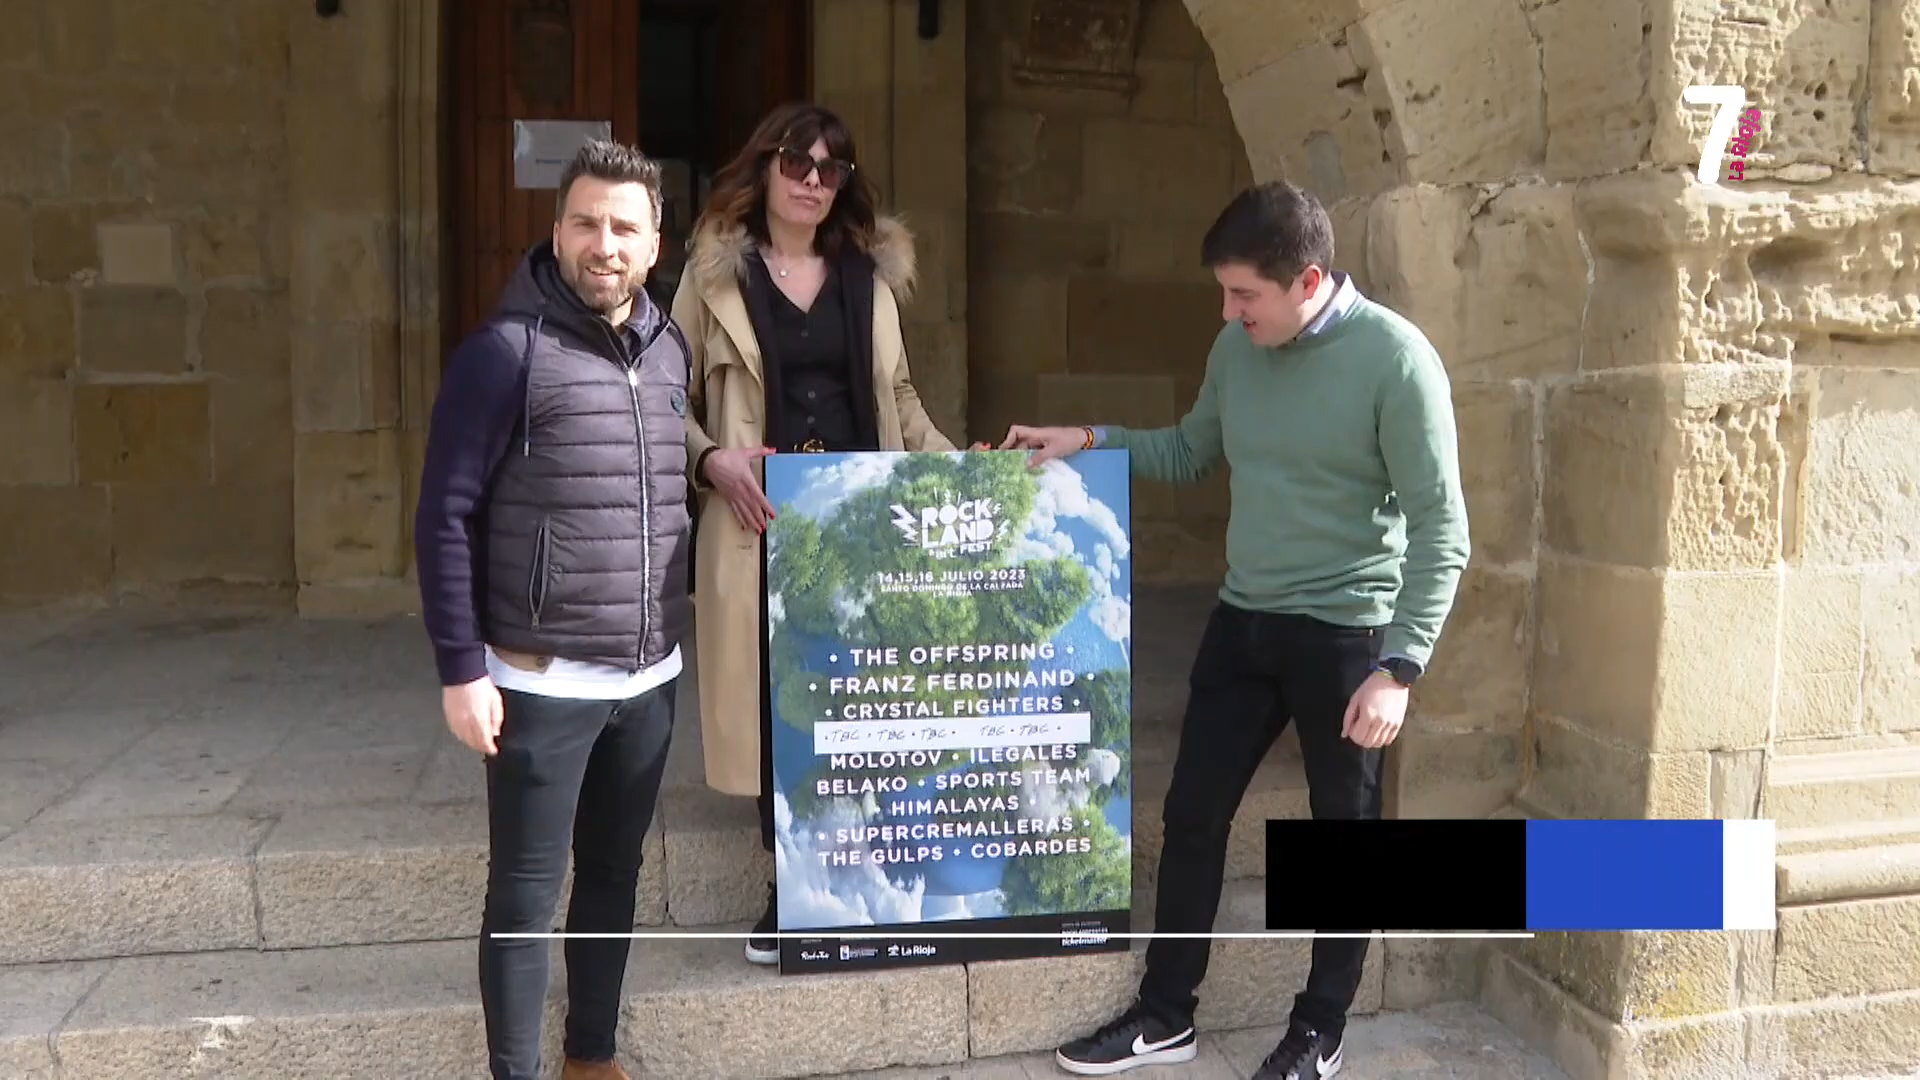 7
La Rioja
ROCK
LAND
& art FEST
14,15,16 JULIO 2023
SANTO DOMINGO DE LA CALZADA
LA RIOJA
• THE OFFSPRING •
• FRANZ FERDINAND •
• CRYSTAL FIGHTERS •
• TBC • TBC • TBC • TBC • TBC •
MOLOTOV • ILEGALES
BELAKO • SPORTS TEAM
• HIMALAYAS •
• SUPERCREMALLERAS •
THE GULPS • COBARDES
La Rioja
ticketmaster